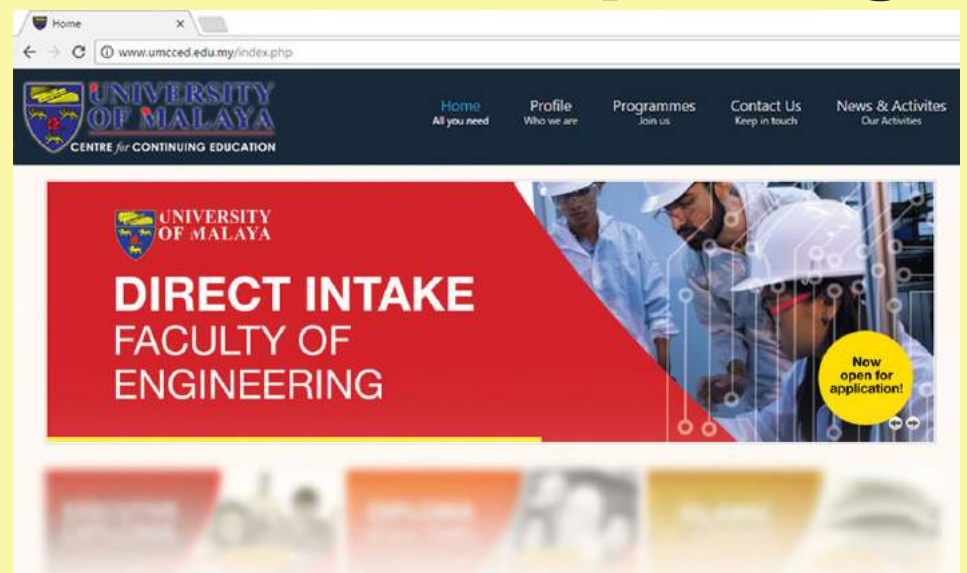 Home
www.umcced.edu.my/index.php
UNIVERSITY
OF MALAYA
CENTRE for CONTINUING EDUCATION
Home
All you need
Profile
Who we are
Programmes
Join us
Contact Us
Keep in touch
News & Activites
Our Activities
UNIVERSITY
OF MALAYA
DIRECT INTAKE
FACULTY OF
ENGINEERING
Now
open for
application!